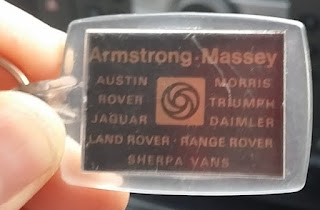 Armstrong·Massey
AUSTIN MORRIS
ROVER TRIUMPH
JAGUAR DAIMLER
LAND ROVER · RANGE ROVER
SHERPA VANS